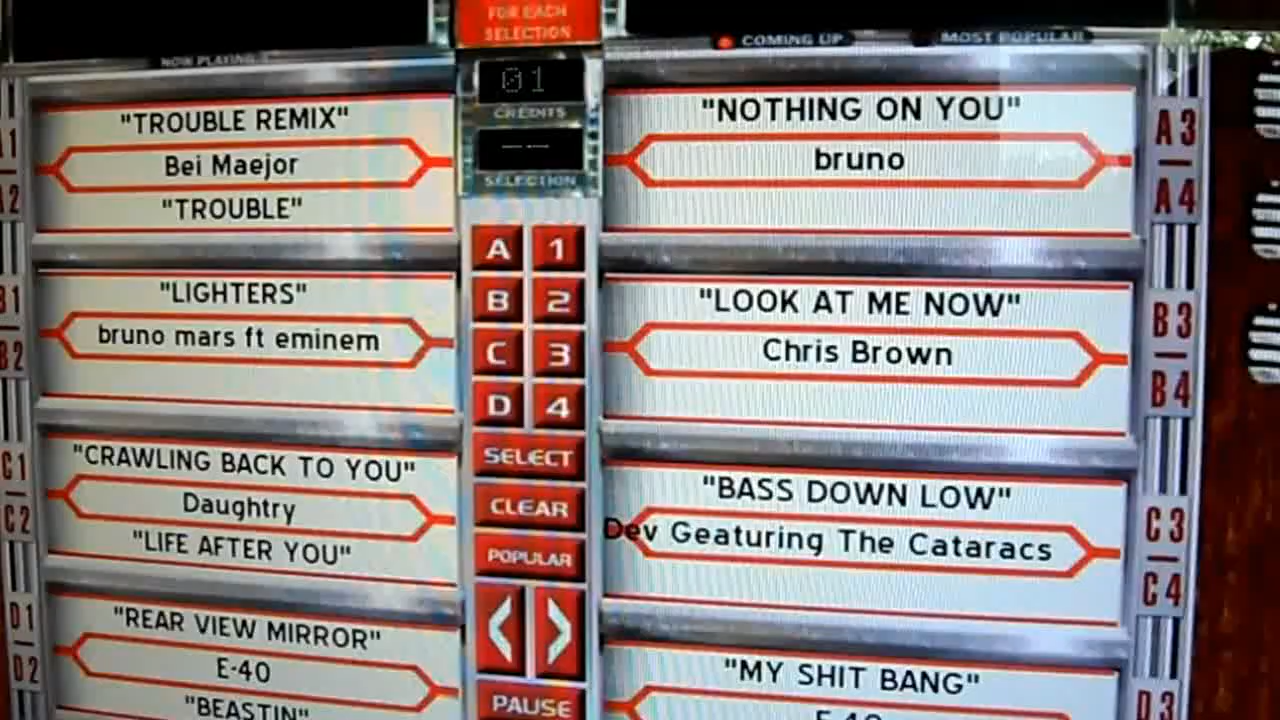 FOR EACH
SELECTION
NOW PLAYING
COMING UP
MOST POPULAR
01
CREDITS
--
SELECTION
A1
A2
"TROUBLE REMIX"
Bei Maejor
"TROUBLE"
B1
B2
"LIGHTERS"
bruno mars ft eminem
C1
C2
"CRAWLING BACK TO YOU"
Daughtry
"LIFE AFTER YOU"
D1
D2
"REAR VIEW MIRROR"
E-40
"BEASTIN"
A 1
B 2
C 3
D 4
SELECT
CLEAR
POPULAR
< >
PAUSE
"NOTHING ON YOU"
bruno
A3
A4
"LOOK AT ME NOW"
Chris Brown
B3
B4
"BASS DOWN LOW"
Dev Geaturing The Cataracs
C3
C4
"MY SHIT BANG"
E-40
D3